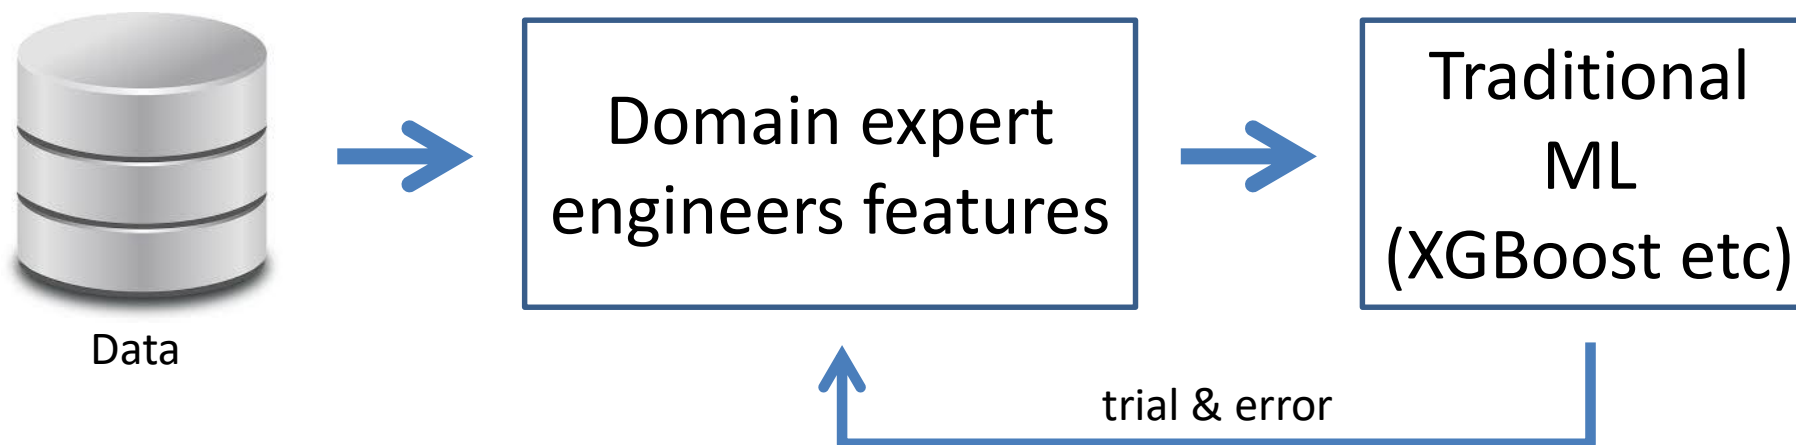 Data
Domain expert
engineers features
Traditional
ML
(XGBoost etc)
trial & error